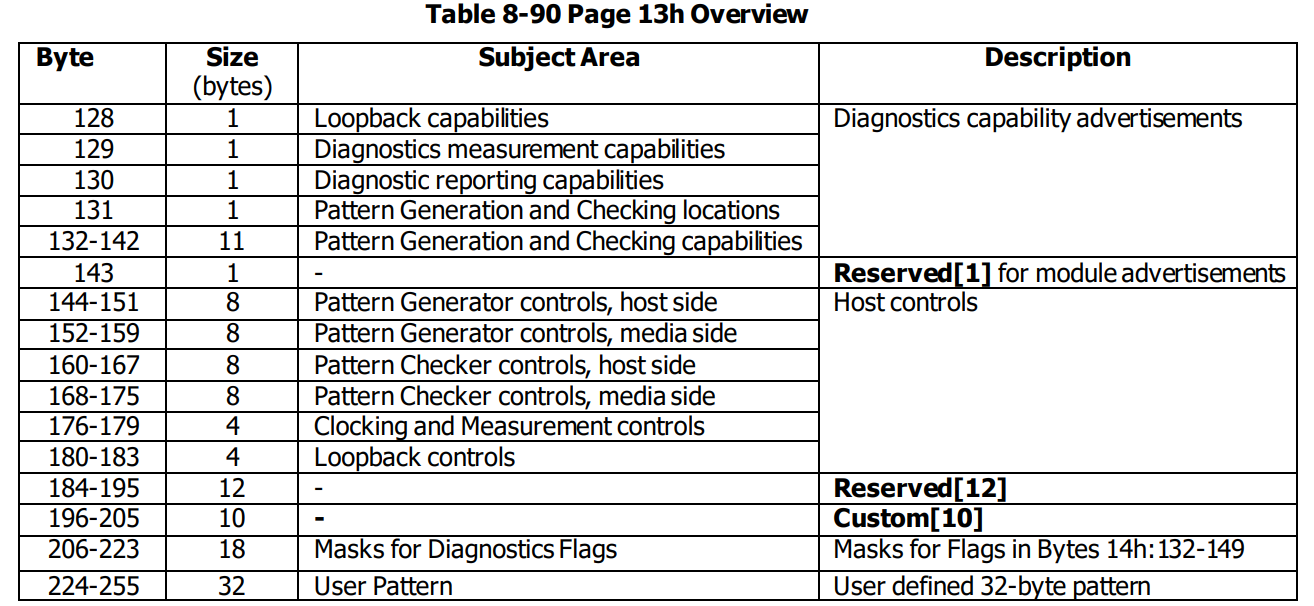 Table 8-90 Page 13h Overview
Byte Size Subject Area Description
(bytes)
128 1 Loopback capabilities Diagnostics capability advertisements
129 1 Diagnostics measurement capabilities
130 1 Diagnostic reporting capabilities
131 1 Pattern Generation and Checking locations
132-142 11 Pattern Generation and Checking capabilities
143 1 - Reserved[1] for module advertisements
144-151 8 Pattern Generator controls, host side Host controls
152-159 8 Pattern Generator controls, media side
160-167 8 Pattern Checker controls, host side
168-175 8 Pattern Checker controls, media side
176-179 4 Clocking and Measurement controls
180-183 4 Loopback controls
184-195 12 - Reserved[12]
196-205 10 - Custom[10]
206-223 18 Masks for Diagnostics Flags Masks for Flags in Bytes 14h:132-149
224-255 32 User Pattern User defined 32-byte pattern